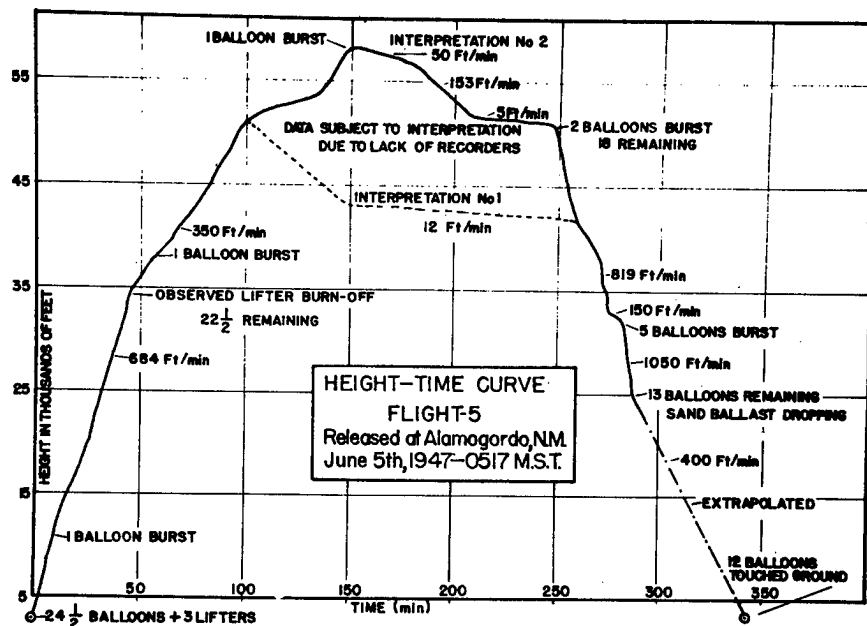 1 BALLOON BURST
INTERPRETATION No 2
50 Ft/min
153 Ft/min
5Ft/min
DATA SUBJECT TO INTERPRETATION
DUE TO LACK OF RECORDERS
2 BALLOONS BURST
18 REMAINING
INTERPRETATION No 1
12 Ft/min
350 Ft/min
1 BALLOON BURST
OBSERVED LIFTER BURN-OFF
22 1/2 REMAINING
684 Ft/min
819 Ft/min
150 Ft/min
5 BALLOONS BURST
1050 Ft/min
13 BALLOONS REMAINING
SAND BALLAST DROPPING
400 Ft/min
EXTRAPOLATED
12 BALLOONS
TOUCHED GROUND
HEIGHT-TIME CURVE
FLIGHT-5
Released at Alamogordo, N.M.
June 5th, 1947-0517 M.S.T.
1 BALLOON BURST
24 1/2 BALLOONS + 3 LIFTERS
HEIGHT IN THOUSANDS OF FEET
55
45
35
25
15
5
0 50 100 150 200 250 300 350
TIME (min)